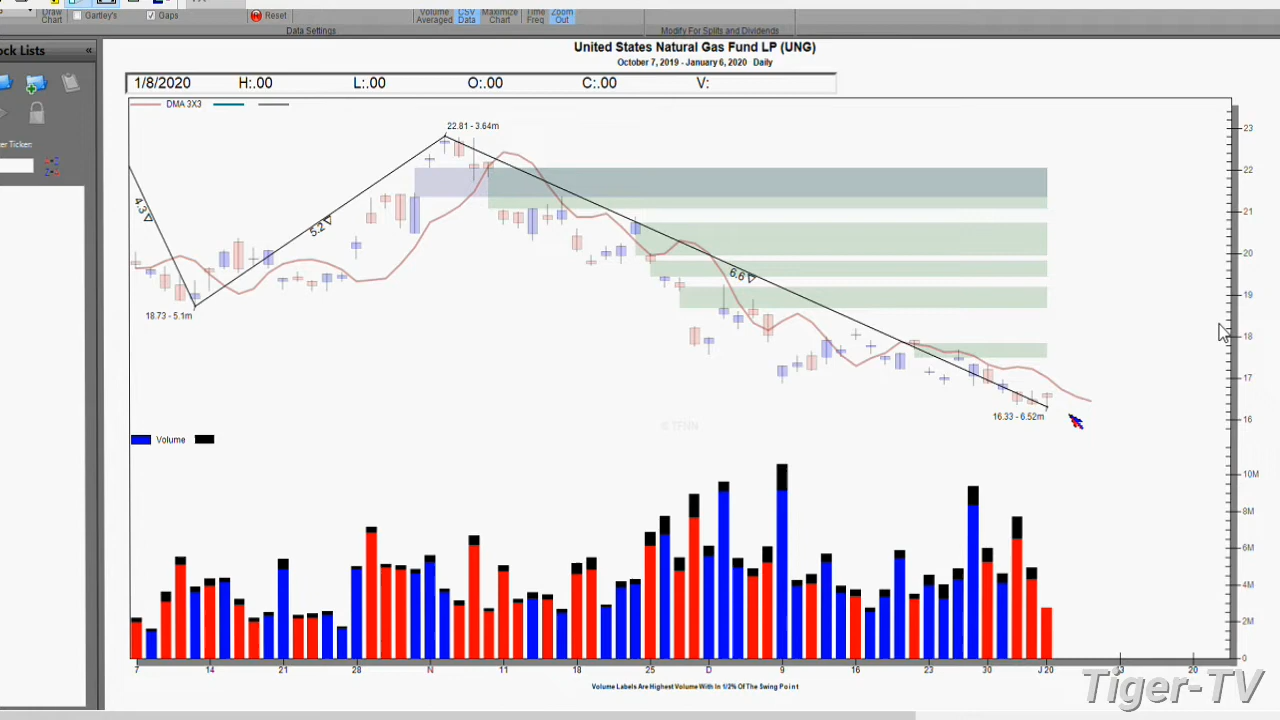 Draw
Chart
Gartley's
Gaps
Reset
Volume
Averaged
CSV
Data
Maximize
Chart
Time
Freq
Zoom
Out
Data Settings
Modify For Splits and Dividends
ock Lists «
er Ticker:
United States Natural Gas Fund LP (UNG)
October 7, 2019 - January 6, 2020 Daily
1/8/2020 H:.00 L:.00 O:.00 C:.00 V:
DMA 3X3
22.81 - 3.64m
4.3
5.2
6.6
18.73 - 5.1m
16.33 - 6.52m
23
22
21
20
19
18
17
16
© TFNN
Volume
10M
8M
6M
4M
2M
0
7 14 21 28 N 11 18 25 D 9 16 23 30 J 20 13 20
Volume Labels Are Highest Volume With In 1/2% Of The Swing Point
Tiger-TV